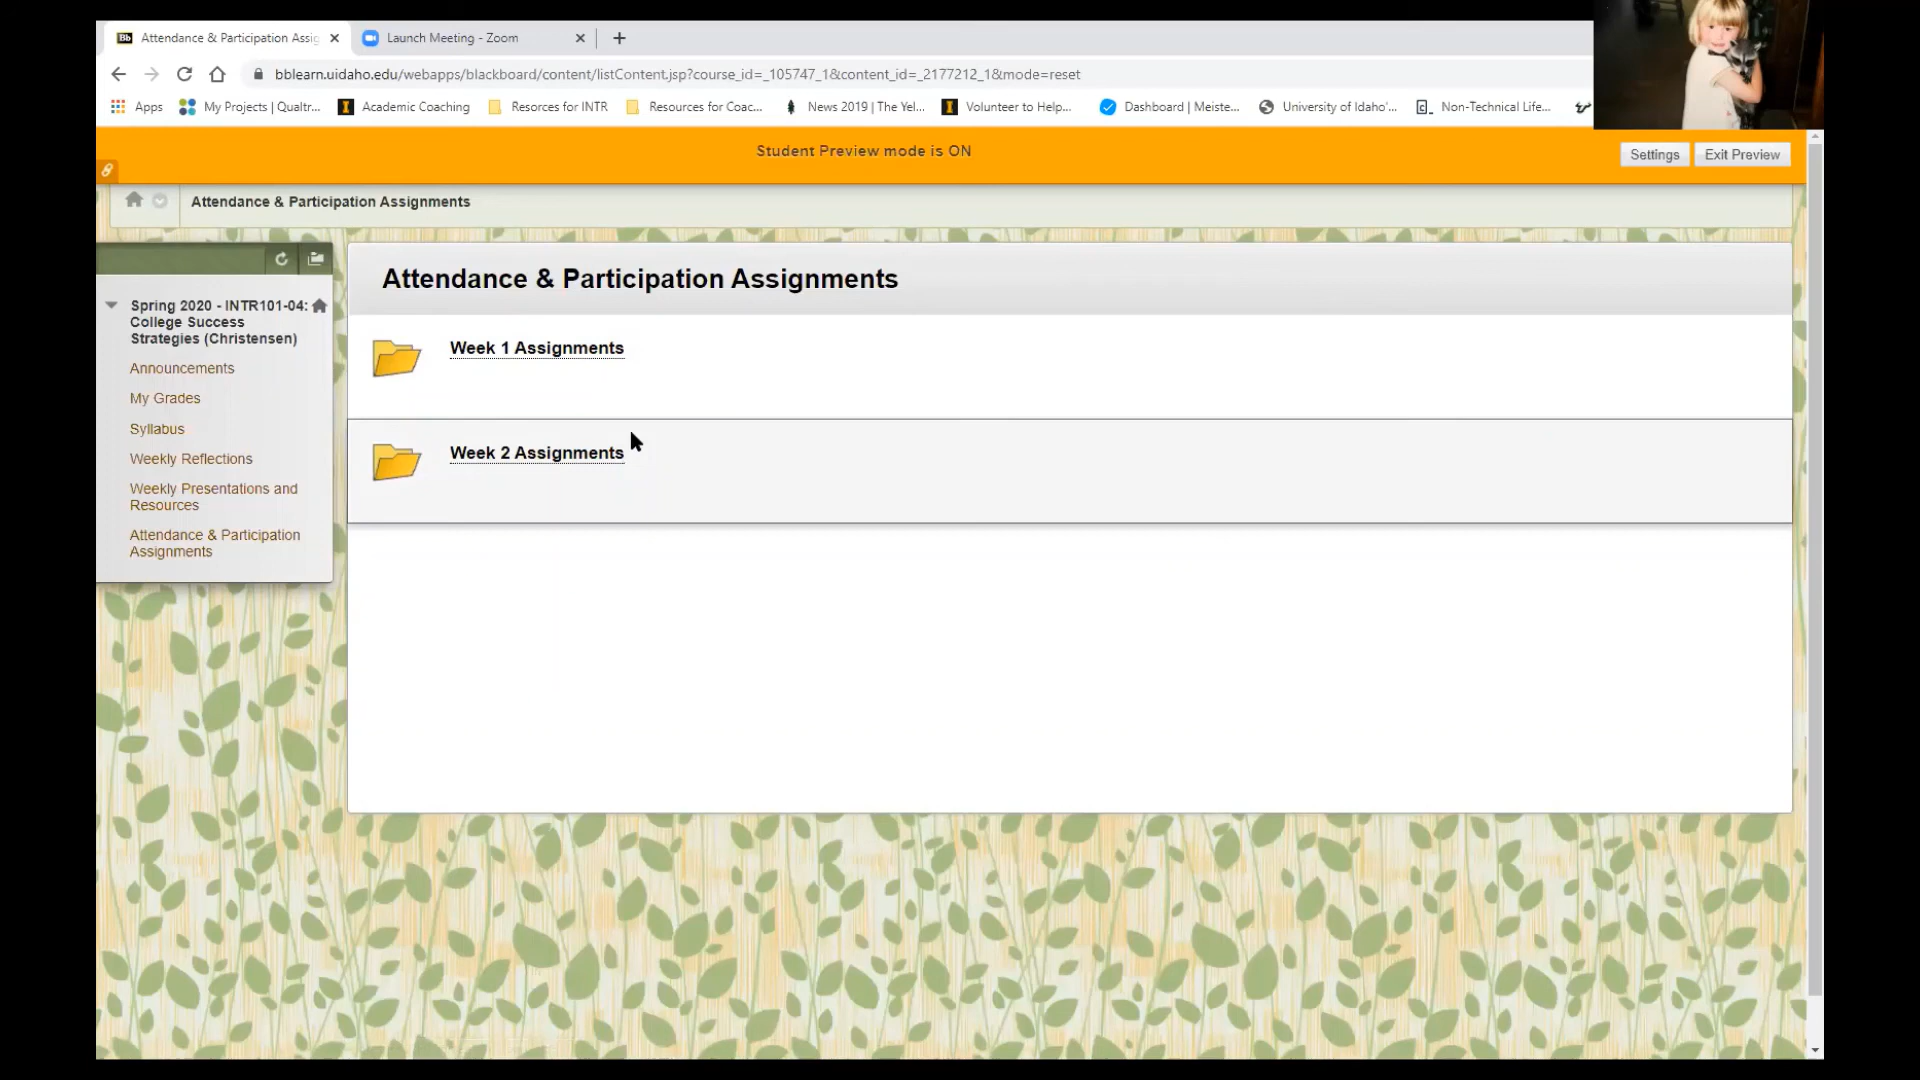 Attendance & Participation Assig
Launch Meeting - Zoom
bblearn.uidaho.edu/webapps/blackboard/content/listContent.jsp?course_id=_105747_1&content_id=_2177212_1&mode=reset
Apps
My Projects | Qualtr...
Academic Coaching
Resorces for INTR
Resources for Coac...
News 2019 | The Yel...
Volunteer to Help...
Dashboard | Meiste...
University of Idaho'...
Non-Technical Life...
Student Preview mode is ON
Settings
Exit Preview
Attendance & Participation Assignments
Spring 2020 - INTR101-04:
College Success
Strategies (Christensen)
Announcements
My Grades
Syllabus
Weekly Reflections
Weekly Presentations and
Resources
Attendance & Participation
Assignments
Attendance & Participation Assignments
Week 1 Assignments
Week 2 Assignments